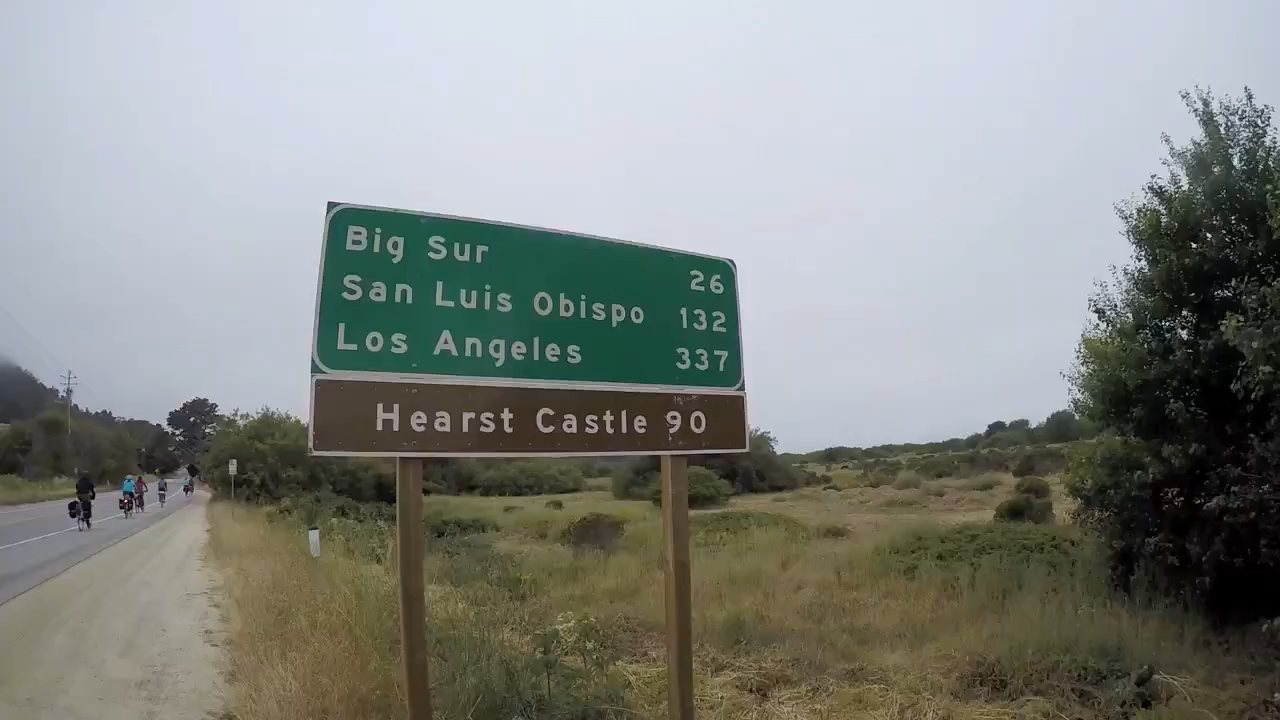 Big Sur 26
San Luis Obispo 132
Los Angeles 337
Hearst Castle 90